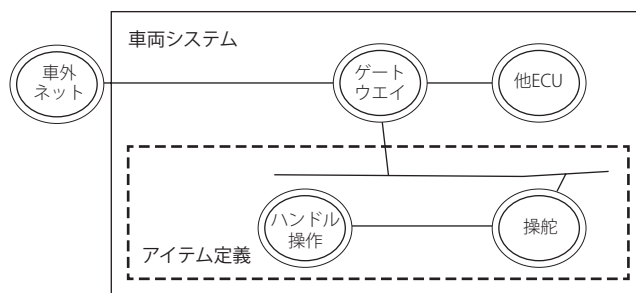 車両システム
車外
ネット
ゲート
ウエイ
他ECU
ハンドル
操作
操舵
アイテム定義